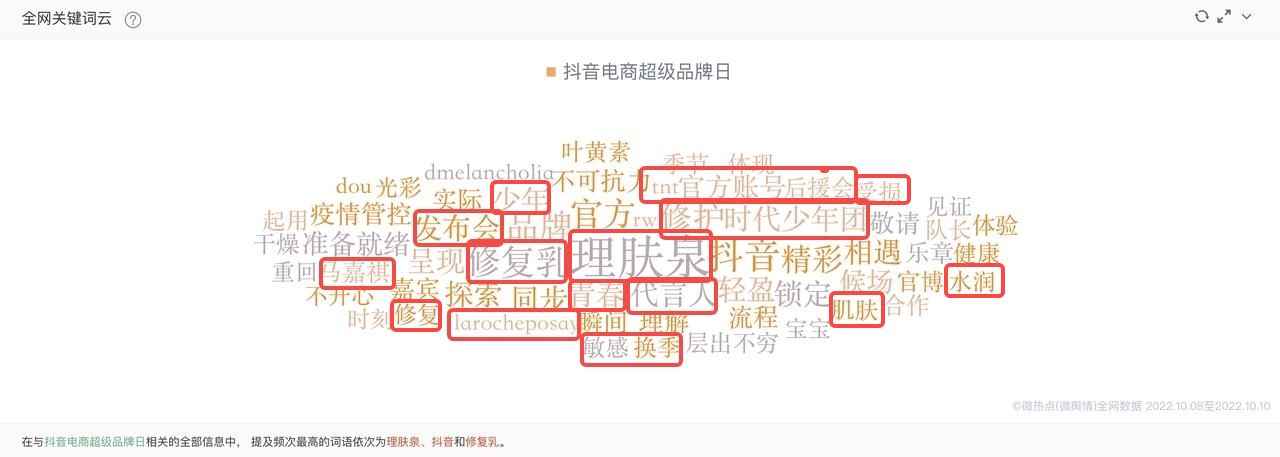 全网关键词云 ?
抖音电商超级品牌日
叶黄素 季节 体现
dmelancholia 不可抗力 tnt官方账号后援会 受损
dou 光彩 实际 少年
起用 疫情管控 发布会 品牌 官方 rw 修护 时代少年团 敬请 见证 队长 体验
干燥 准备就绪 呈现 修复乳 理肤泉 抖音 精彩 相遇 乐章 健康
重回 马嘉祺
不开心 嘉宾 探索 同步 青春 代言人 轻盈 锁定 候场 官博 水润
时刻 修复 larocheposay 瞬间 理解 流程 宝宝 肌肤 合作
敏感 换季 层出不穷
©微热点(微舆情)全网数据 2022.10.08至2022.10.10
在与抖音电商超级品牌日相关的全部信息中， 提及频次最高的词语依次为理肤泉、抖音和修复乳。